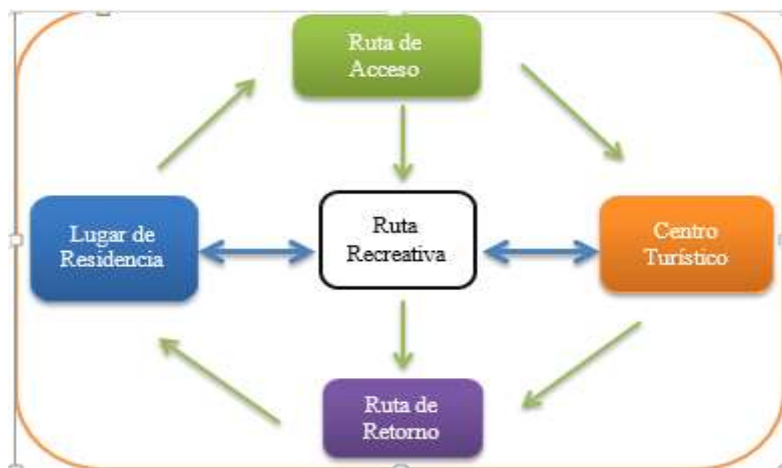 Ruta de
Acceso
Lugar de
Residencia
Ruta
Recreativa
Centro
Turístico
Ruta de
Retorno